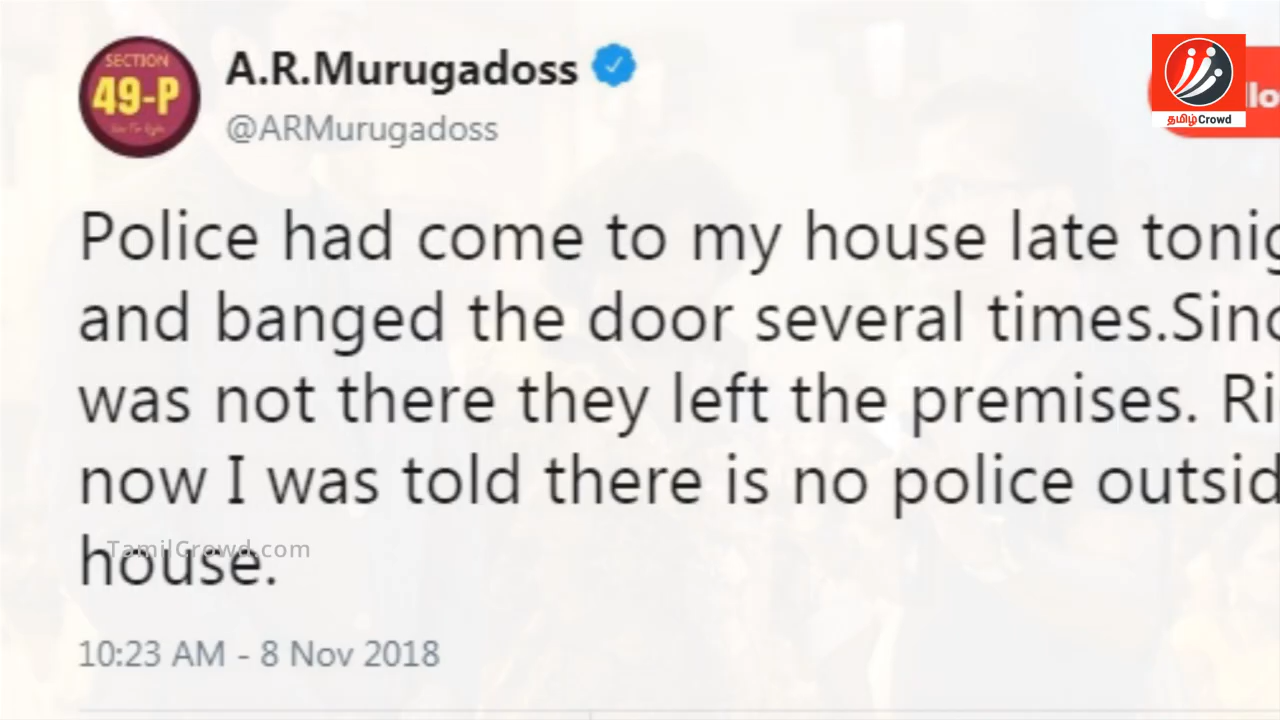 SECTION
49-P
A.R.Murugadoss
@ARMurugadoss
தமிழ்Crowd
Police had come to my house late
and banged the door several times.
was not there they left the premises.
now I was told there is no police
house.
TamilCrowd.com
10:23 AM - 8 Nov 2018